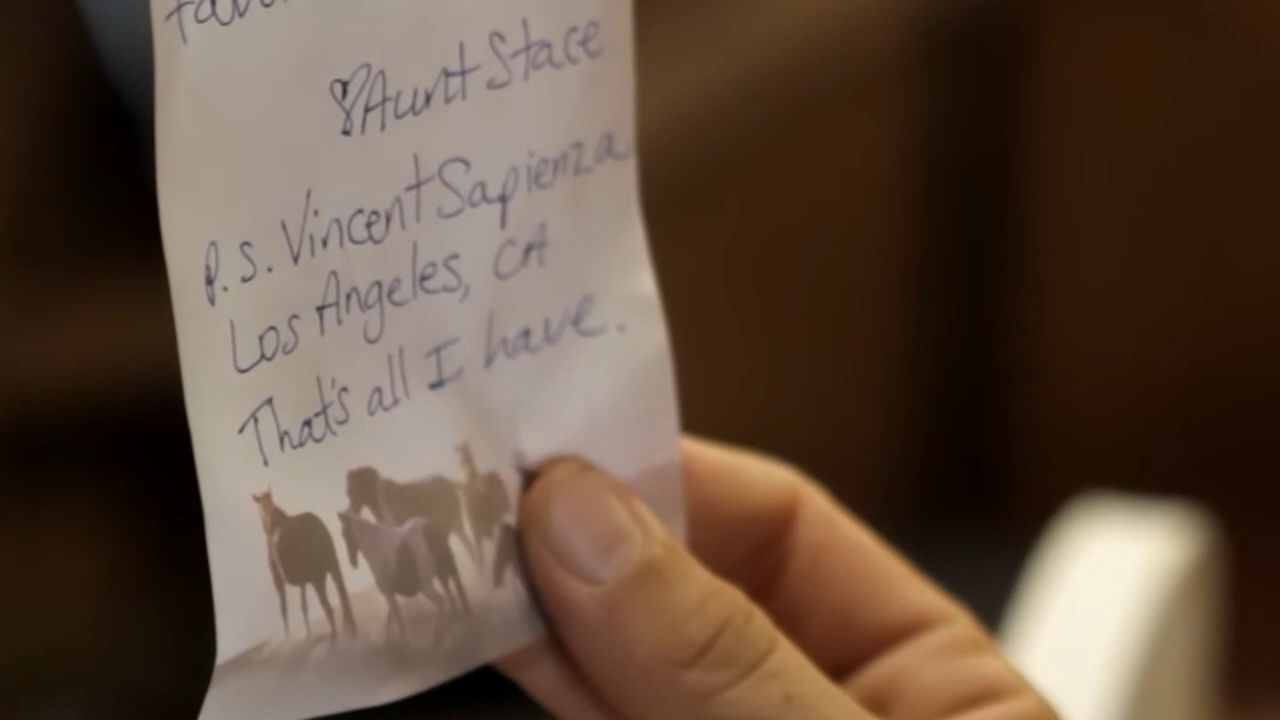 ♡Aunt Stace
P.S. Vincent Sapienza
Los Angeles, CA
That's all I have.